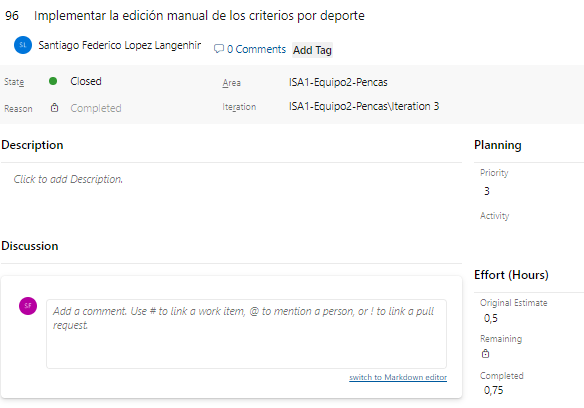 96 Implementar la edición manual de los criterios por deporte
SL Santiago Federico Lopez Langenhir 0 Comments Add Tag
State Closed Area ISA1-Equipo2-Pencas
Reason Completed Iteration ISA1-Equipo2-Pencas\Iteration 3
Description
Click to add Description.
Planning
Priority
3
Activity
Discussion
SF
Add a comment. Use # to link a work item, @ to mention a person, or ! to link a pull
request.
switch to Markdown editor
Effort (Hours)
Original Estimate
0,5
Remaining
Completed
0,75